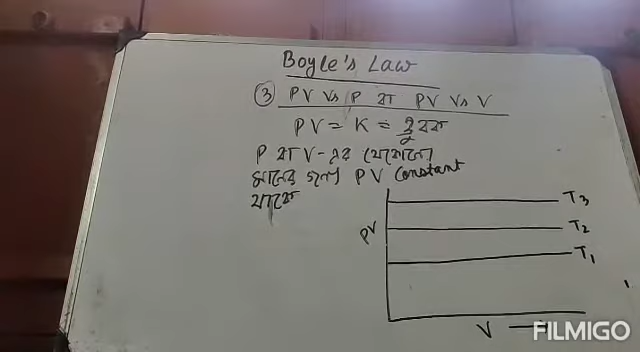 Boyle's Law
③ PV Vs P বা PV Vs V
PV = K = ধ্রুবক
P বা V-এর যেকোনো
মানের জন্য PV Constant
থাকে
T3
T2
T1
PV
V
FILMIGO